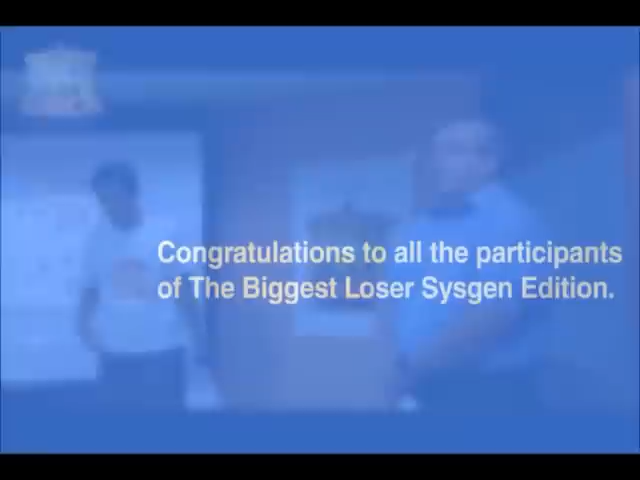 Congratulations to all the participants
of The Biggest Loser Sysgen Edition.